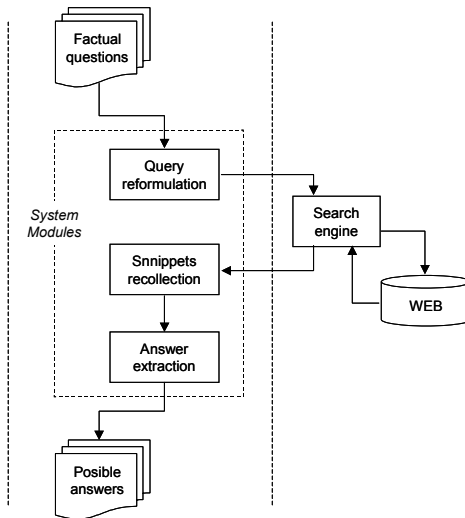 Factual
questions
Query
reformulation
System
Modules
Search
engine
Snnippets
recollection
WEB
Answer
extraction
Posible
answers